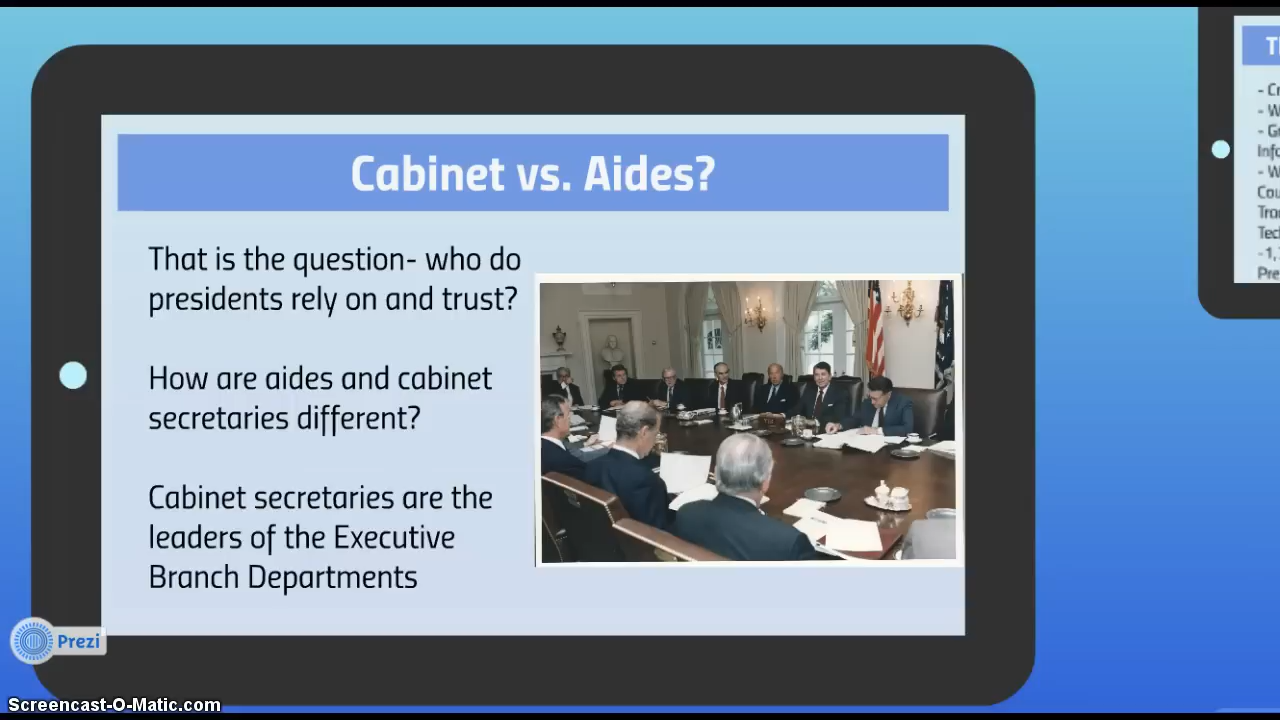 Cabinet vs. Aides?
That is the question- who do
presidents rely on and trust?
How are aides and cabinet
secretaries different?
Cabinet secretaries are the
leaders of the Executive
Branch Departments
Prezi
Screencast-O-Matic.com